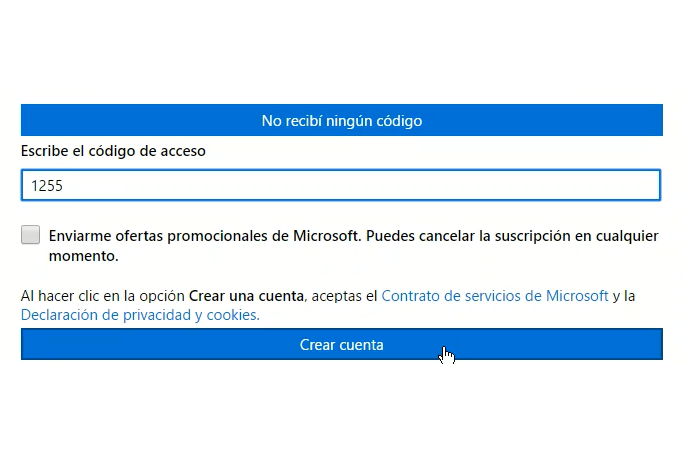 No recibí ningún código
Escribe el código de acceso
1255
Enviarme ofertas promocionales de Microsoft. Puedes cancelar la suscripción en cualquier
momento.
Al hacer clic en la opción Crear una cuenta, aceptas el Contrato de servicios de Microsoft y la
Declaración de privacidad y cookies.
Crear cuenta